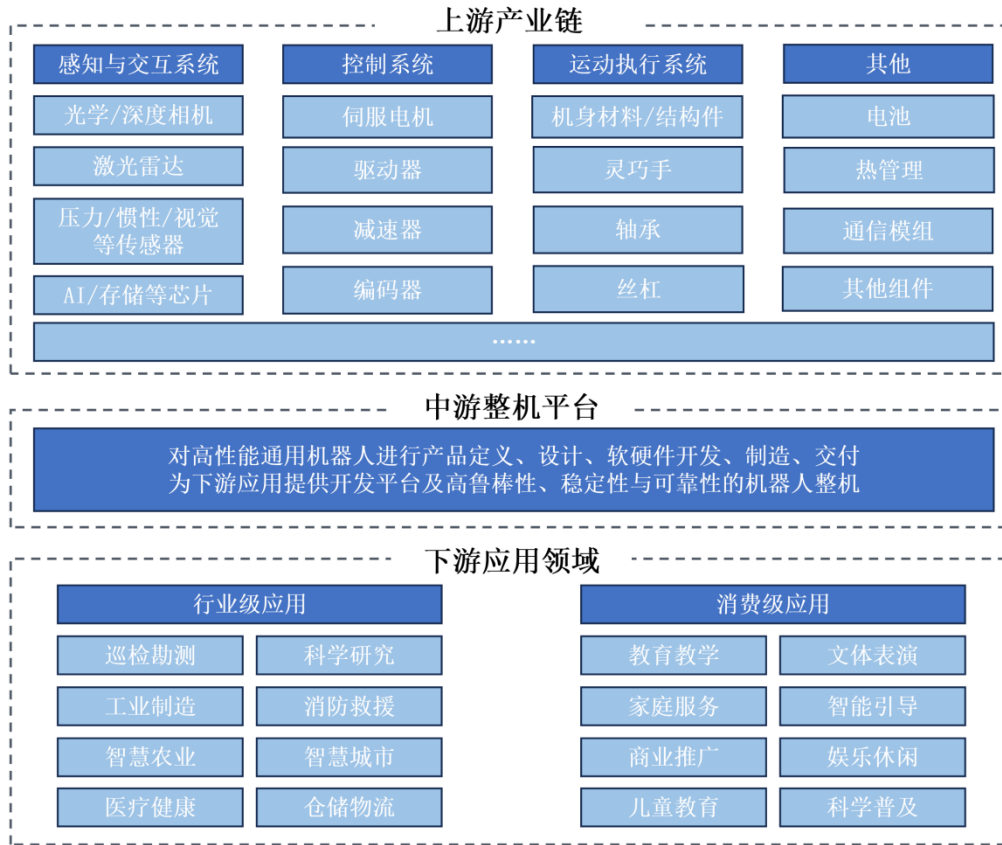 上游产业链
感知与交互系统
控制系统
运动执行系统
其他
光学/深度相机
伺服电机
机身材料/结构件
电池
激光雷达
驱动器
灵巧手
热管理
压力/惯性/视觉
等传感器
减速器
轴承
通信模组
AI/存储等芯片
编码器
丝杠
其他组件
……
中游整机平台
对高性能通用机器人进行产品定义、设计、软硬件开发、制造、交付
为下游应用提供开发平台及高鲁棒性、稳定性与可靠性的机器人整机
下游应用领域
行业级应用
消费级应用
巡检勘测
科学研究
教育教学
文体表演
工业制造
消防救援
家庭服务
智能引导
智慧农业
智慧城市
商业推广
娱乐休闲
医疗健康
仓储物流
儿童教育
科学普及